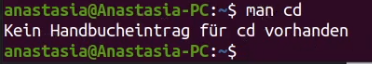 anastasia@Anastasia-PC:~$ man cd
Kein Handbucheintrag für cd vorhanden
anastasia@Anastasia-PC:~$